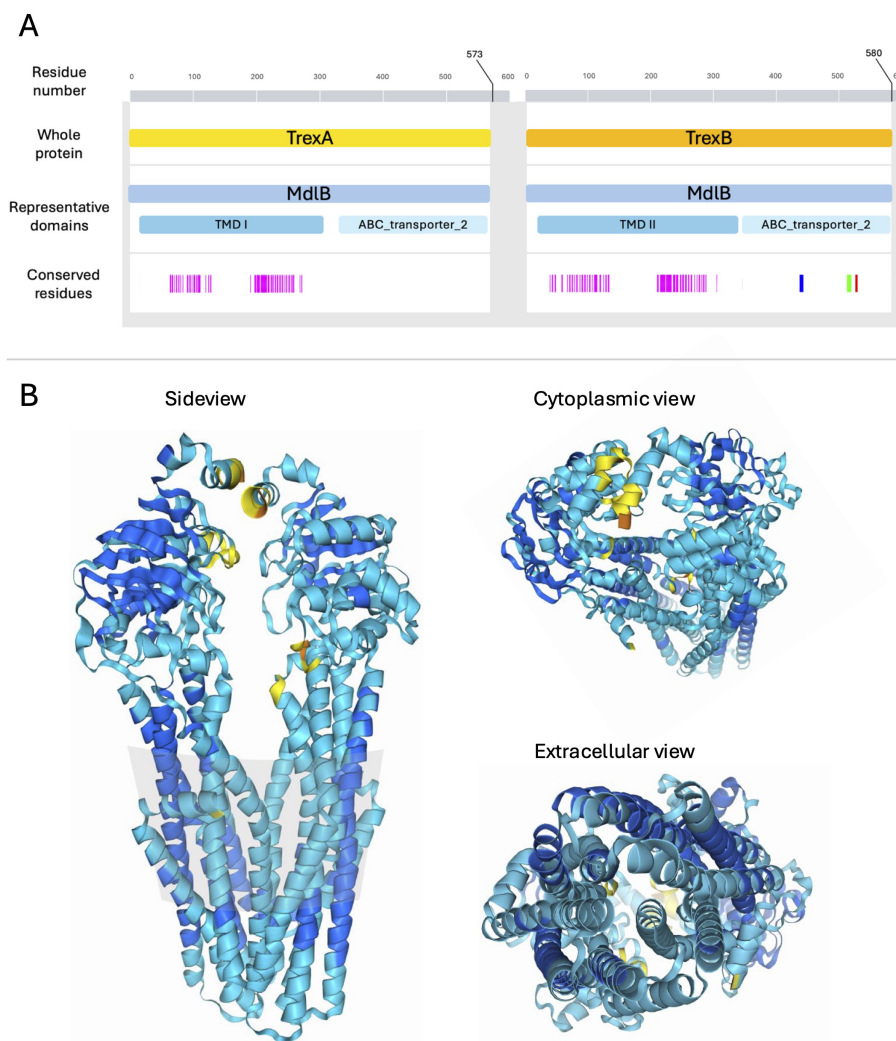 A
573
580
Residue number
0 100 200 300 400 500 600
0 100 200 300 400 500
Whole protein
TrexA
TrexB
Representative domains
MdlB
MdlB
TMD I
ABC_transporter_2
TMD II
ABC_transporter_2
Conserved residues
B
Sideview
Cytoplasmic view
Extracellular view